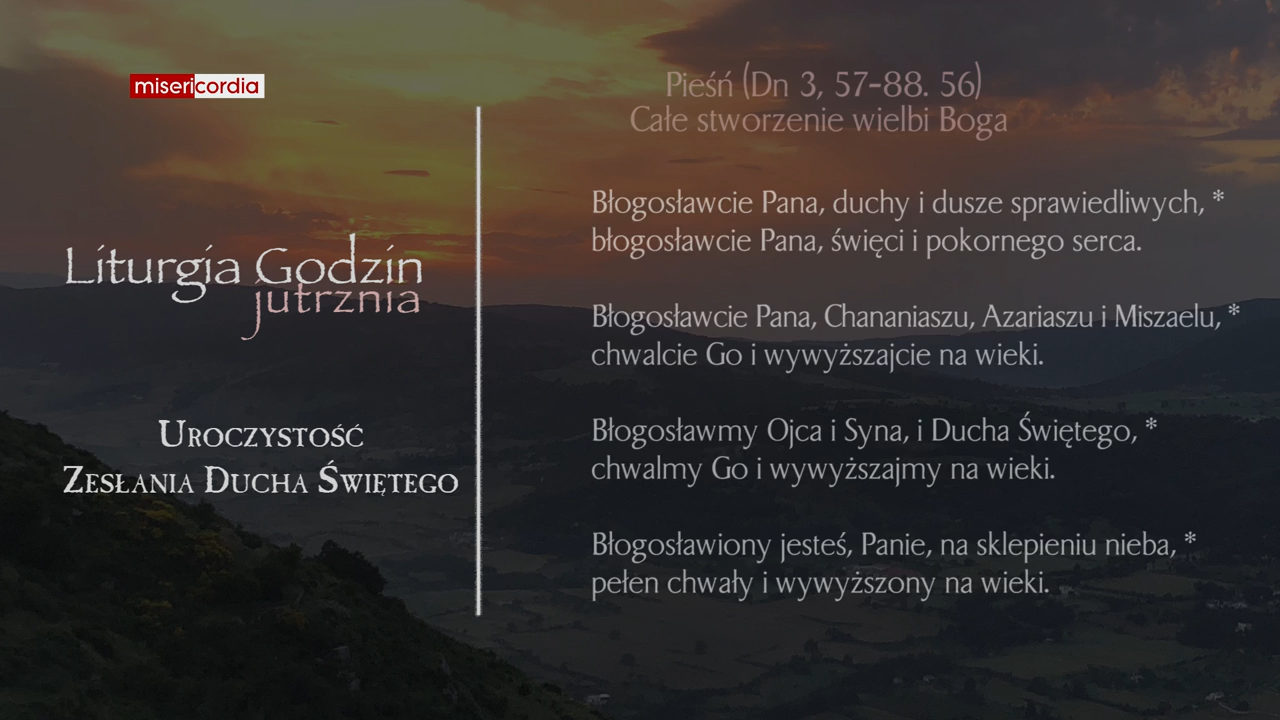 misericordia
Liturgia Godzin
jutrznia
Uroczystość
Zesłania Ducha Świętego
Pieśń (Dn 3, 57-88. 56)
Całe stworzenie wielbi Boga
Błogosławcie Pana, duchy i dusze sprawiedliwych, *
błogosławcie Pana, święci i pokornego serca.
Błogosławcie Pana, Chananiaszu, Azariaszu i Miszaelu, *
chwalcie Go i wywyższajcie na wieki.
Błogosławmy Ojca i Syna, i Ducha Świętego, *
chwalmy Go i wywyższajmy na wieki.
Błogosławiony jesteś, Panie, na sklepieniu nieba, *
pełen chwały i wywyższony na wieki.